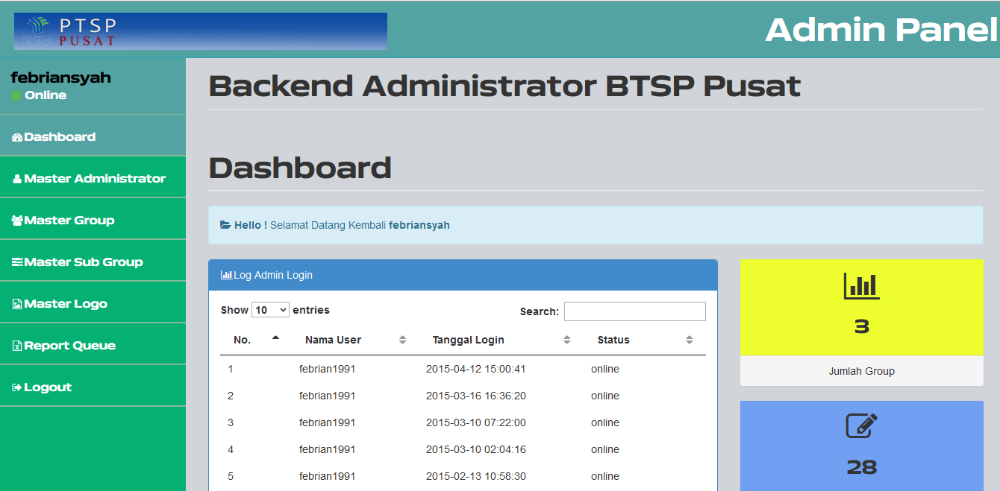 PTSP
BKPM PUSAT
Admin Panel
febriansyah
Online
Dashboard
Master Administrator
Master Group
Master Sub Group
Master Logo
Report Queue
Logout
Backend Administrator BTSP Pusat
Dashboard
Hello ! Selamat Datang Kembali febriansyah
Log Admin Login
Show 10 entries
Search:
No. Nama User Tanggal Login Status
1 febrian1991 2015-04-12 15:00:41 online
2 febrian1991 2015-03-16 16:36:20 online
3 febrian1991 2015-03-10 07:22:00 online
4 febrian1991 2015-03-10 02:04:16 online
5 febrian1991 2015-02-13 10:58:30 online
3
Jumlah Group
28